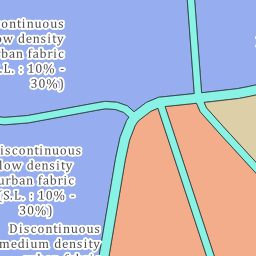 continuous
low density
urban fabric
S.L. : 10% -
30%)
Discontinuous
low density
urban fabric
(S.L. : 10% -
30%)
Discontinuous
medium density